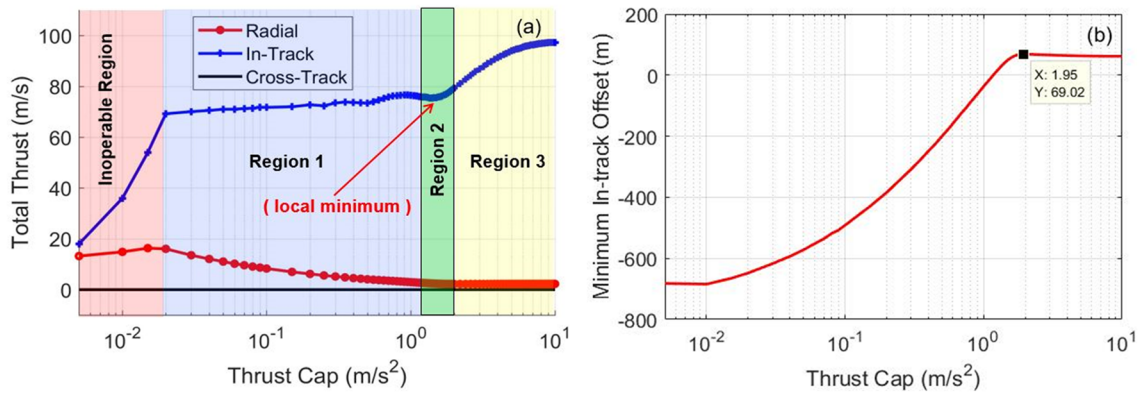 (a)
Radial
In-Track
Cross-Track
Inoperable Region
Region 1
Region 2
Region 3
( local minimum )
Total Thrust (m/s)
100
80
60
40
20
0
10-2
10-1
100
101
Thrust Cap (m/s2)
(b)
X: 1.95
Y: 69.02
Minimum In-track Offset (m)
200
0
-200
-400
-600
-800
10-2
10-1
100
101
Thrust Cap (m/s2)